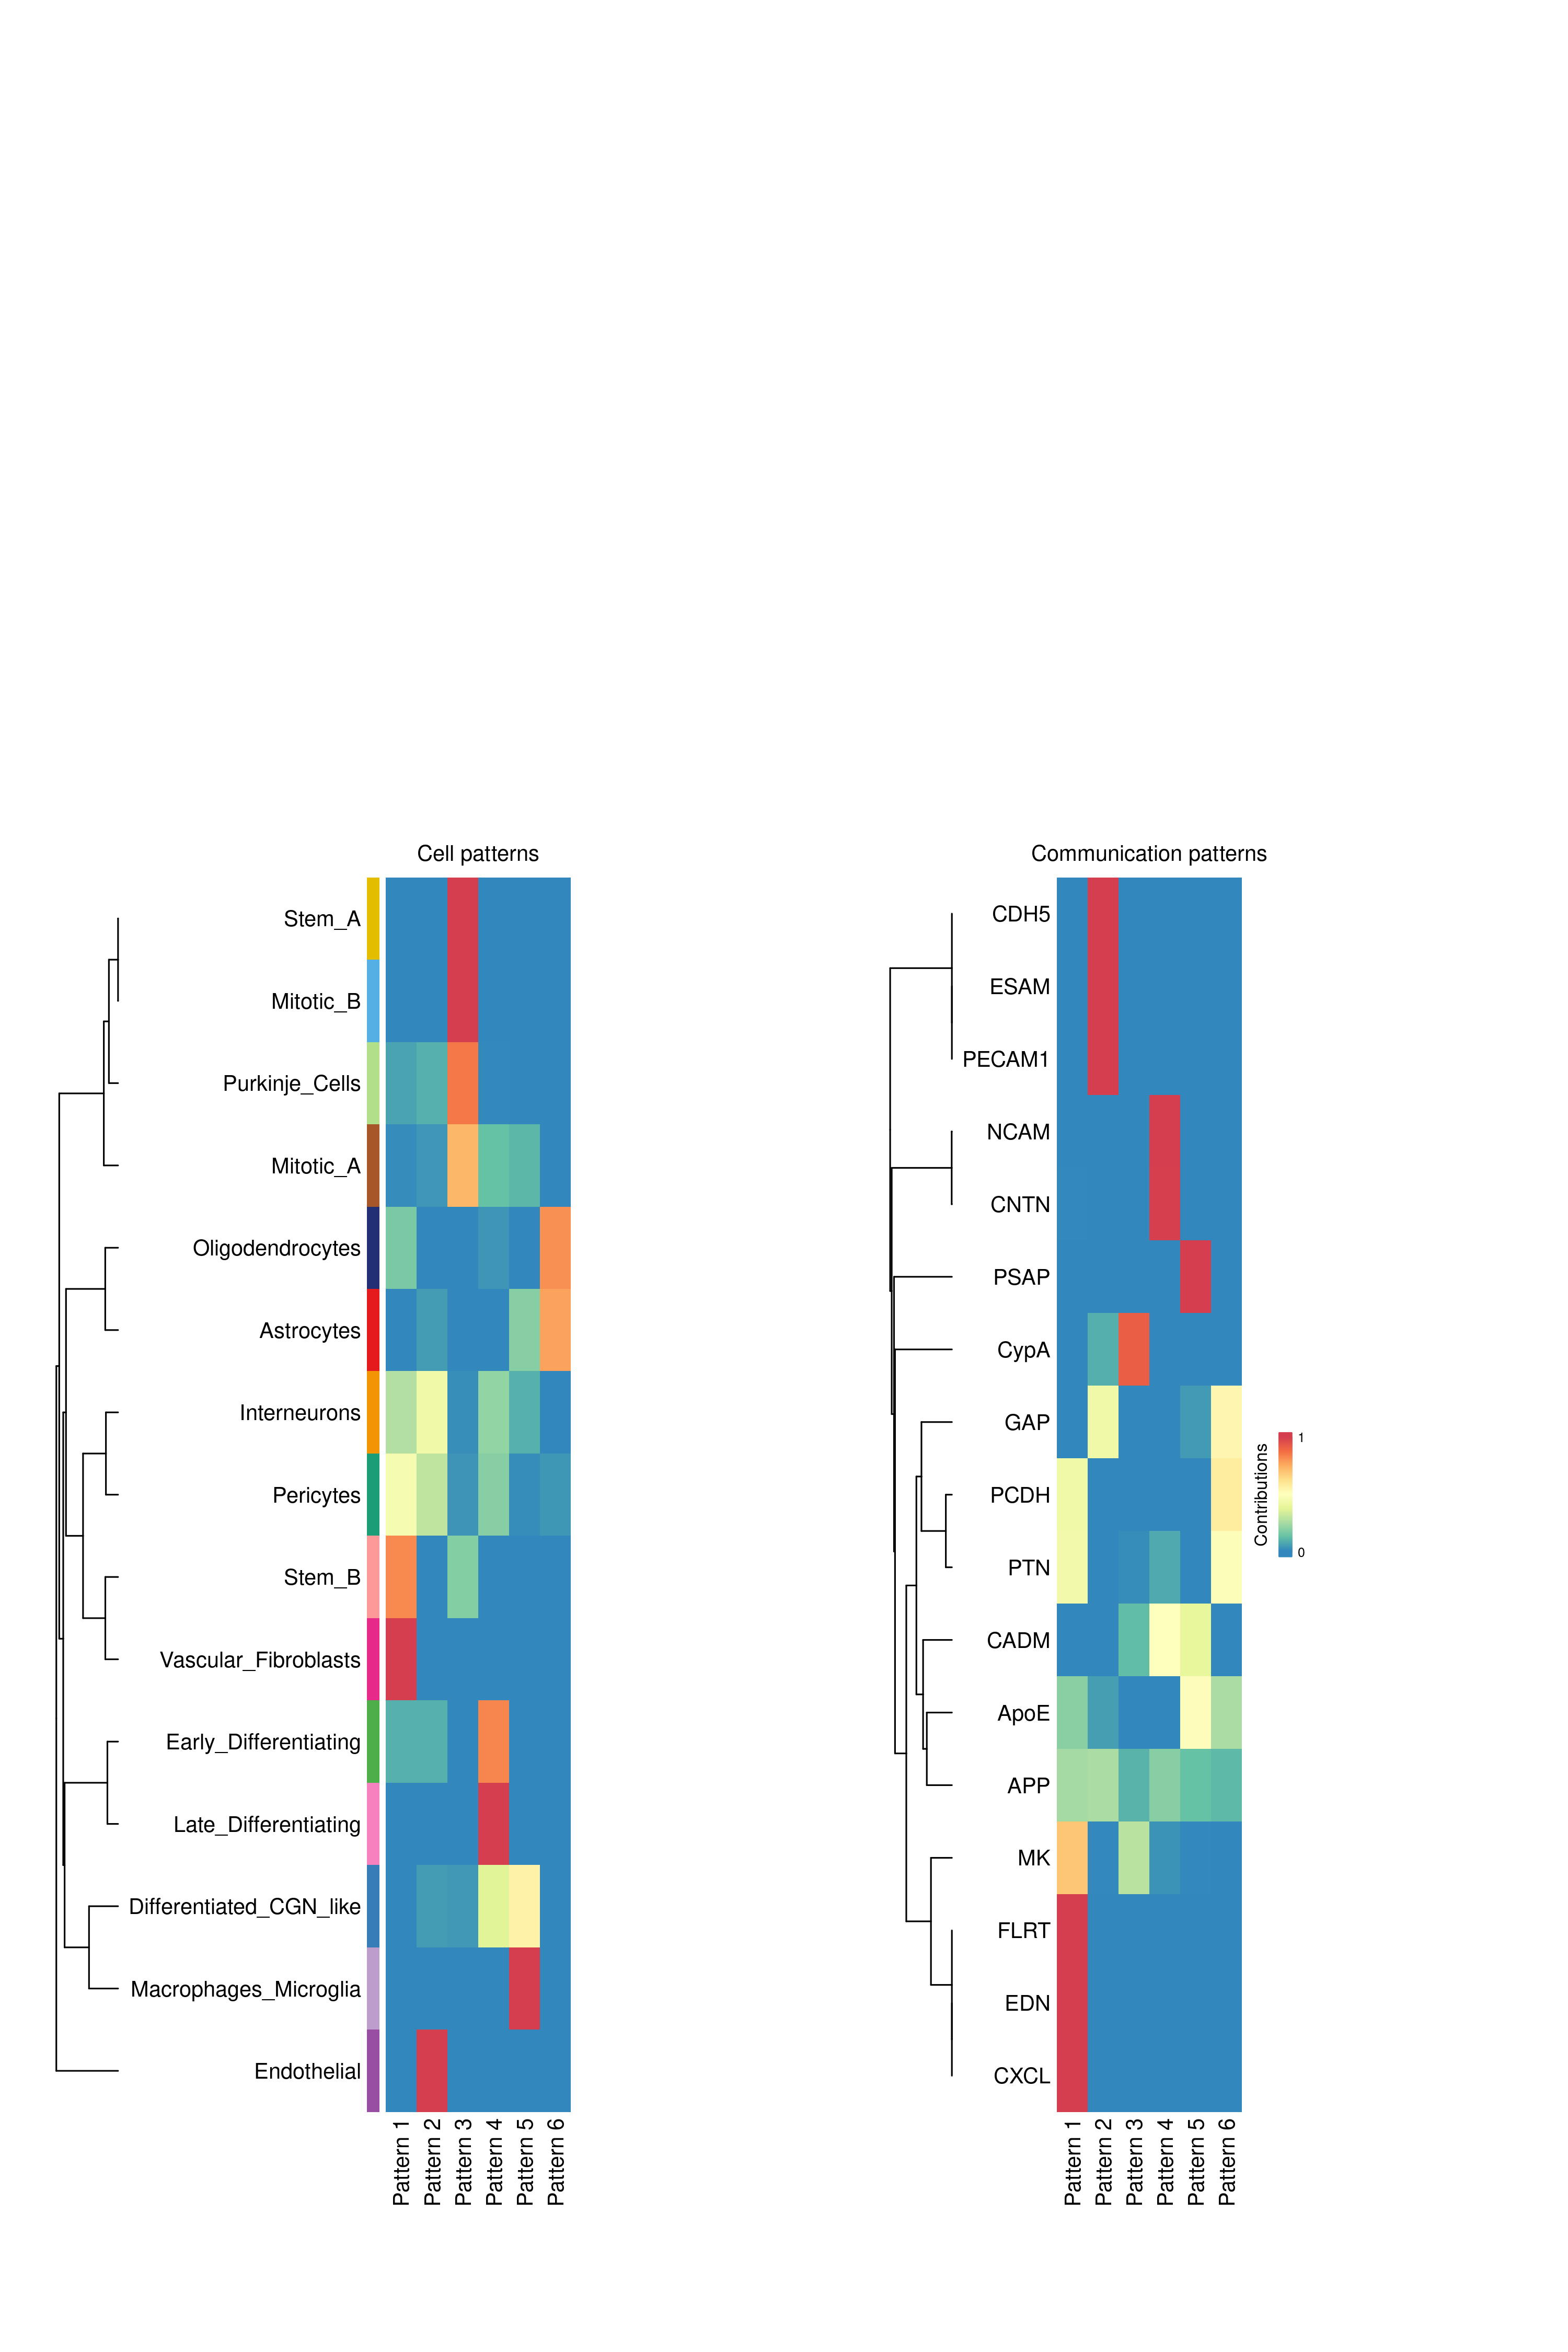 Cell patterns
Stem_A
Mitotic_B
Purkinje_Cells
Mitotic_A
Oligodendrocytes
Astrocytes
Interneurons
Pericytes
Stem_B
Vascular_Fibroblasts
Early_Differentiating
Late_Differentiating
Differentiated_CGN_like
Macrophages_Microglia
Endothelial
Pattern 1
Pattern 2
Pattern 3
Pattern 4
Pattern 5
Pattern 6
Communication patterns
CDH5
ESAM
PECAM1
NCAM
CNTN
PSAP
CypA
GAP
PCDH
PTN
CADM
ApoE
APP
MK
FLRT
EDN
CXCL
Pattern 1
Pattern 2
Pattern 3
Pattern 4
Pattern 5
Pattern 6
Contributions
1
0